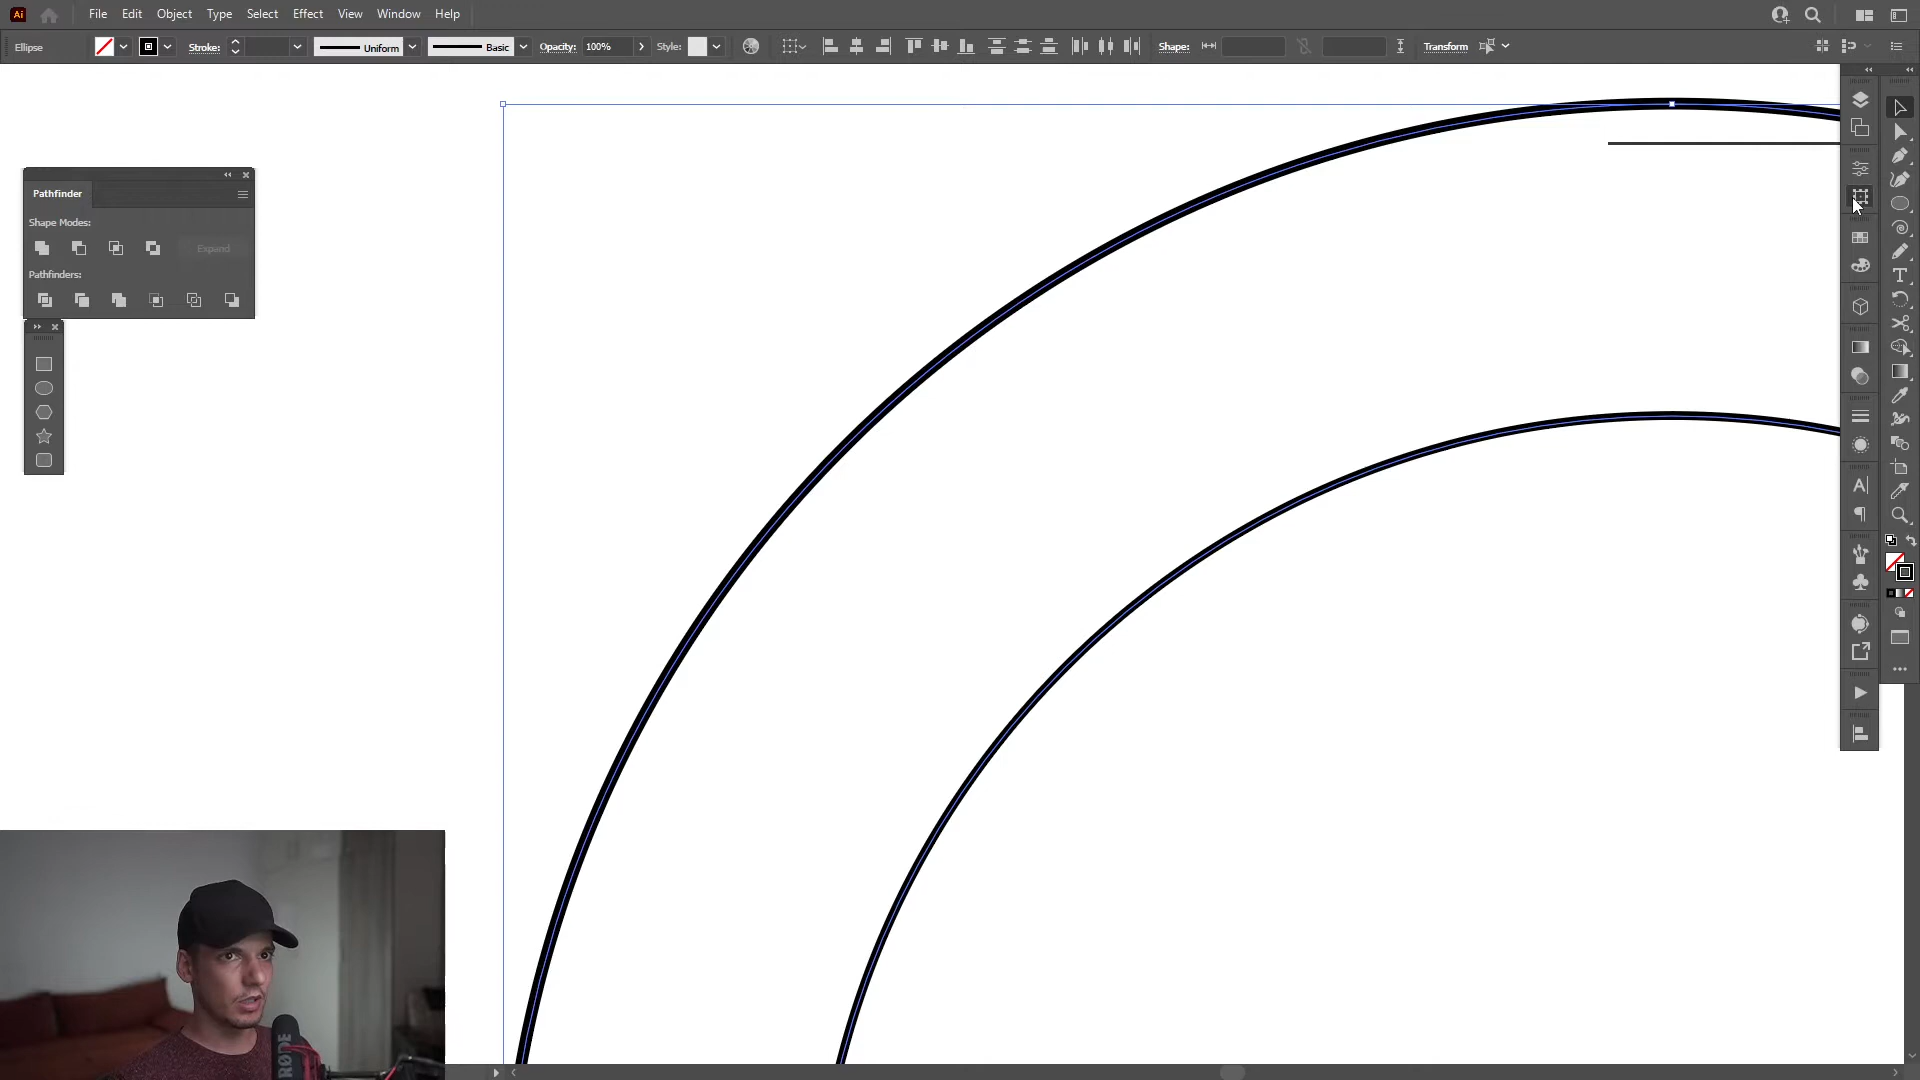 Ai File Edit Object Type Select Effect View Window Help
Ellipse Stroke: Uniform Basic Opacity: 100% Style: Shape: Transform
Pathfinder
Shape Modes:
Expand
Pathfinders:
RØDE